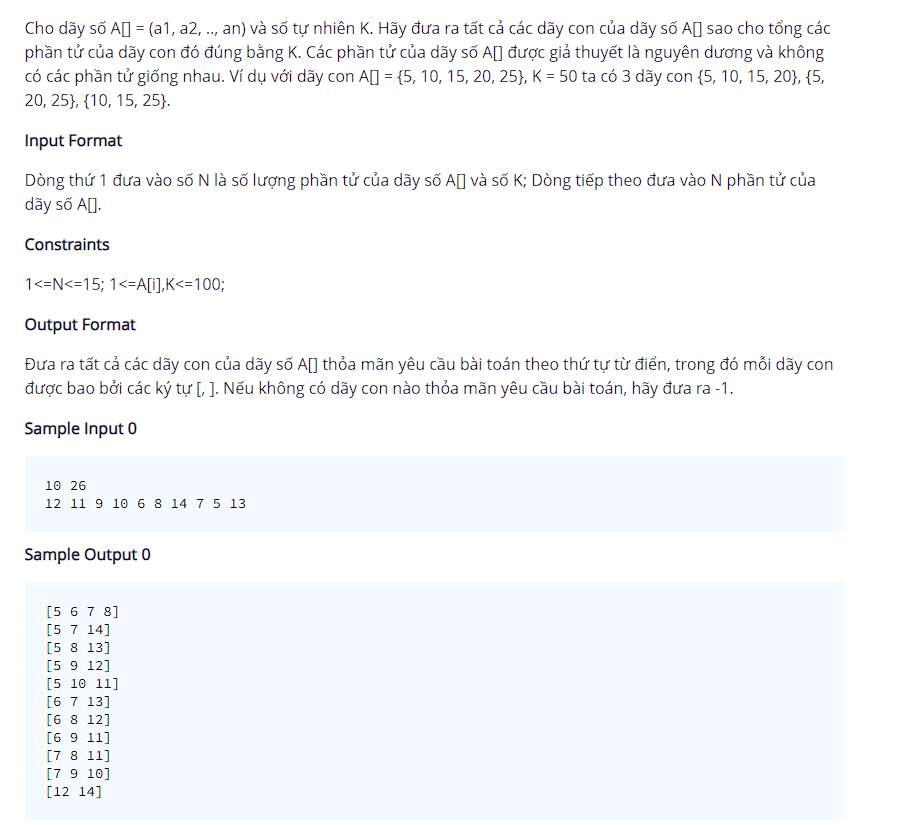 Cho dãy số A[] = (a1, a2, .., an) và số tự nhiên K. Hãy đưa ra tất cả các dãy con của dãy số A[] sao cho tổng các
phần tử của dãy con đó đúng bằng K. Các phần tử của dãy số A[] được giả thuyết là nguyên dương và không
có các phần tử giống nhau. Ví dụ với dãy con A[] = {5, 10, 15, 20, 25}, K = 50 ta có 3 dãy con {5, 10, 15, 20}, {5,
20, 25}, {10, 15, 25}.
Input Format
Dòng thứ 1 đưa vào số N là số lượng phần tử của dãy số A[] và số K; Dòng tiếp theo đưa vào N phần tử của
dãy số A[].
Constraints
1<=N<=15; 1<=A[i],K<=100;
Output Format
Đưa ra tất cả các dãy con của dãy số A[] thỏa mãn yêu cầu bài toán theo thứ tự từ điển, trong đó mỗi dãy con
được bao bởi các ký tự [, ]. Nếu không có dãy con nào thỏa mãn yêu cầu bài toán, hãy đưa ra -1.
Sample Input 0
10 26
12 11 9 10 6 8 14 7 5 13
Sample Output 0
[5 6 7 8]
[5 7 14]
[5 8 13]
[5 9 12]
[5 10 11]
[6 7 13]
[6 8 12]
[6 9 11]
[7 8 11]
[7 9 10]
[12 14]